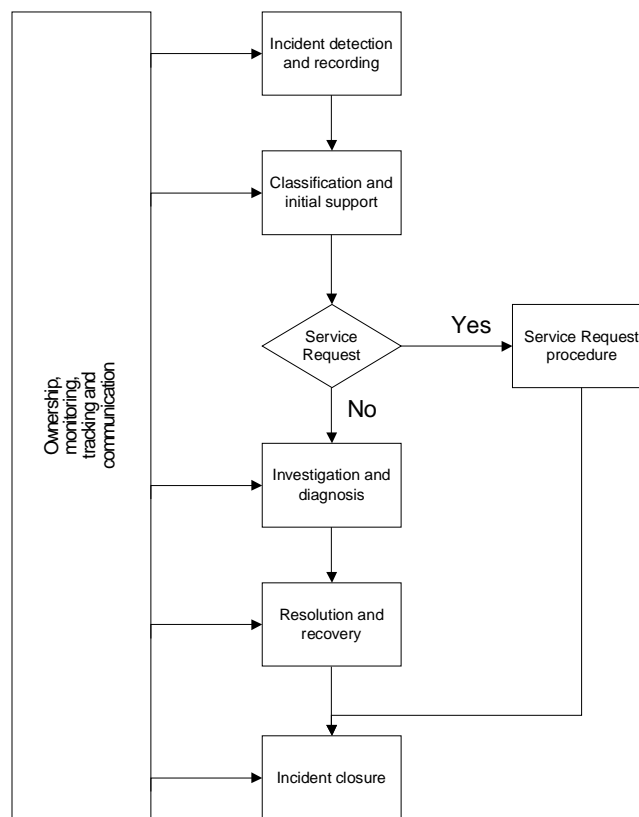 Incident detection
and recording
Classification and
initial support
Service
Request
Yes
Service Request
procedure
No
Ownership,
monitoring,
tracking and
communication
Investigation and
diagnosis
Resolution and
recovery
Incident closure